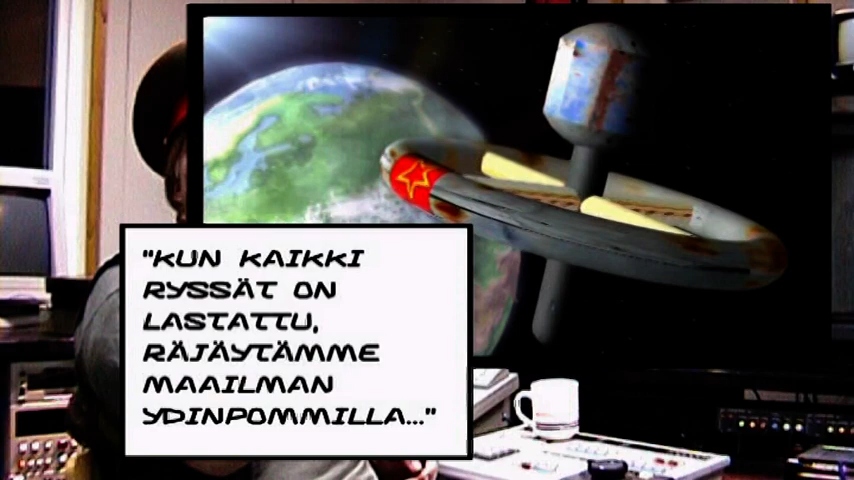 "KUN KAIKKI
RYSSÄT ON
LASTATTU,
RÄJÄYTÄMME
MAAILMAN
YDINPOMMILLA..."